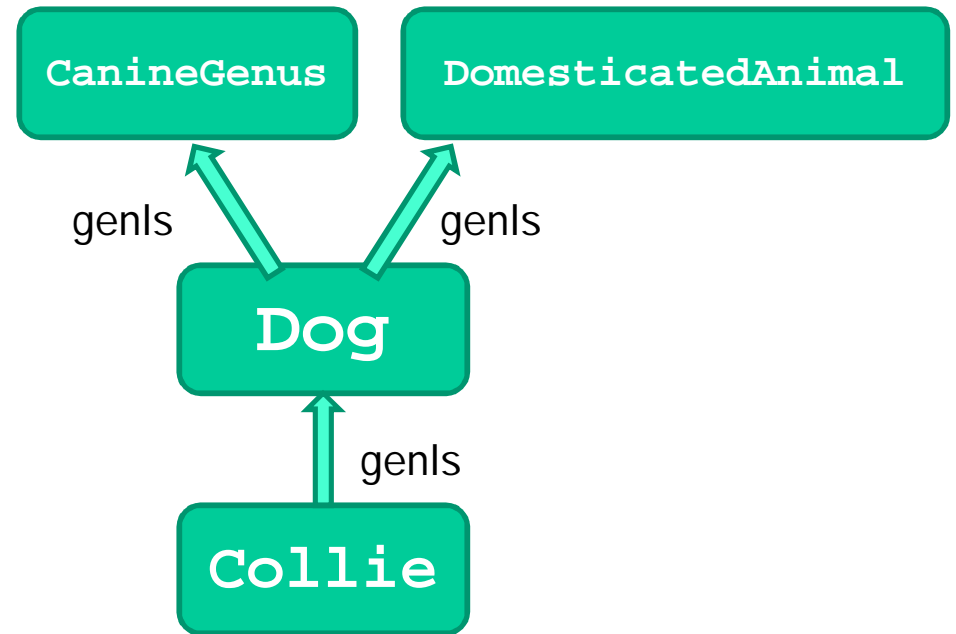 CanineGenus
DomesticatedAnimal
genls
genls
Dog
genls
Collie